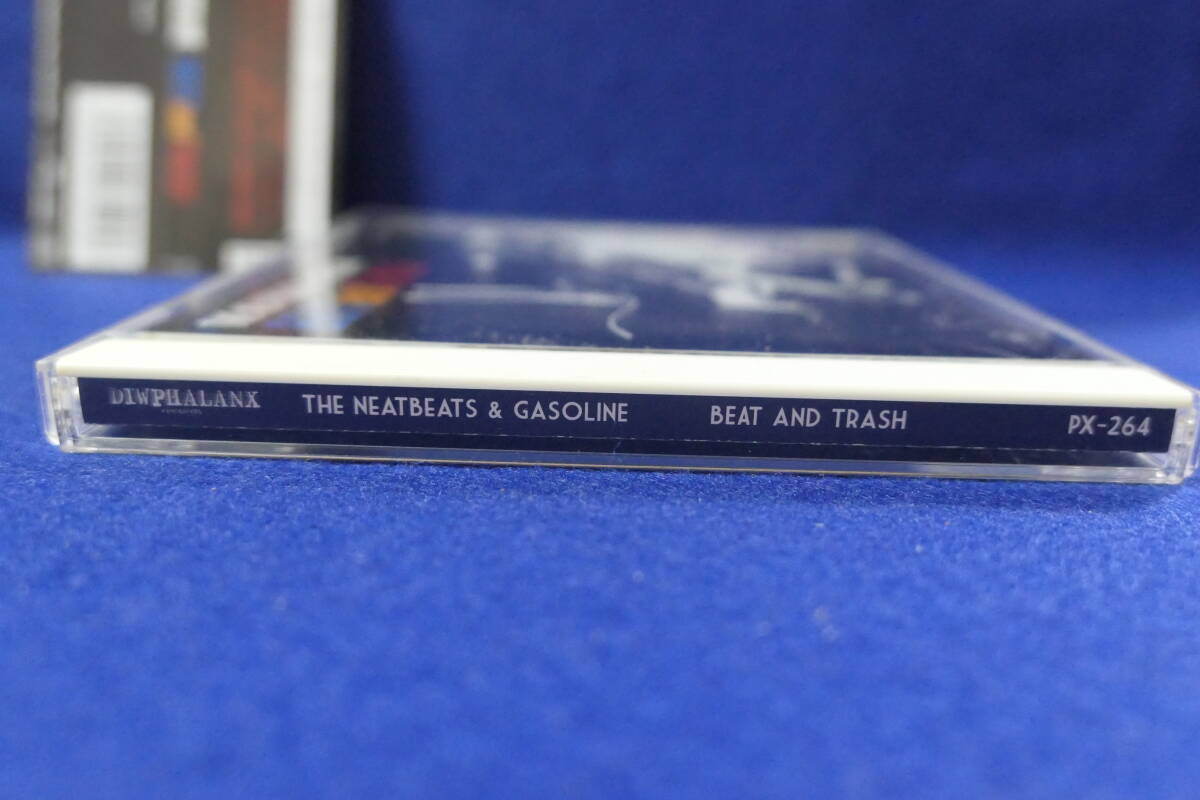 DIWPHALANX THE NEATBEATS & GASOLINE BEAT AND TRASH PX-264